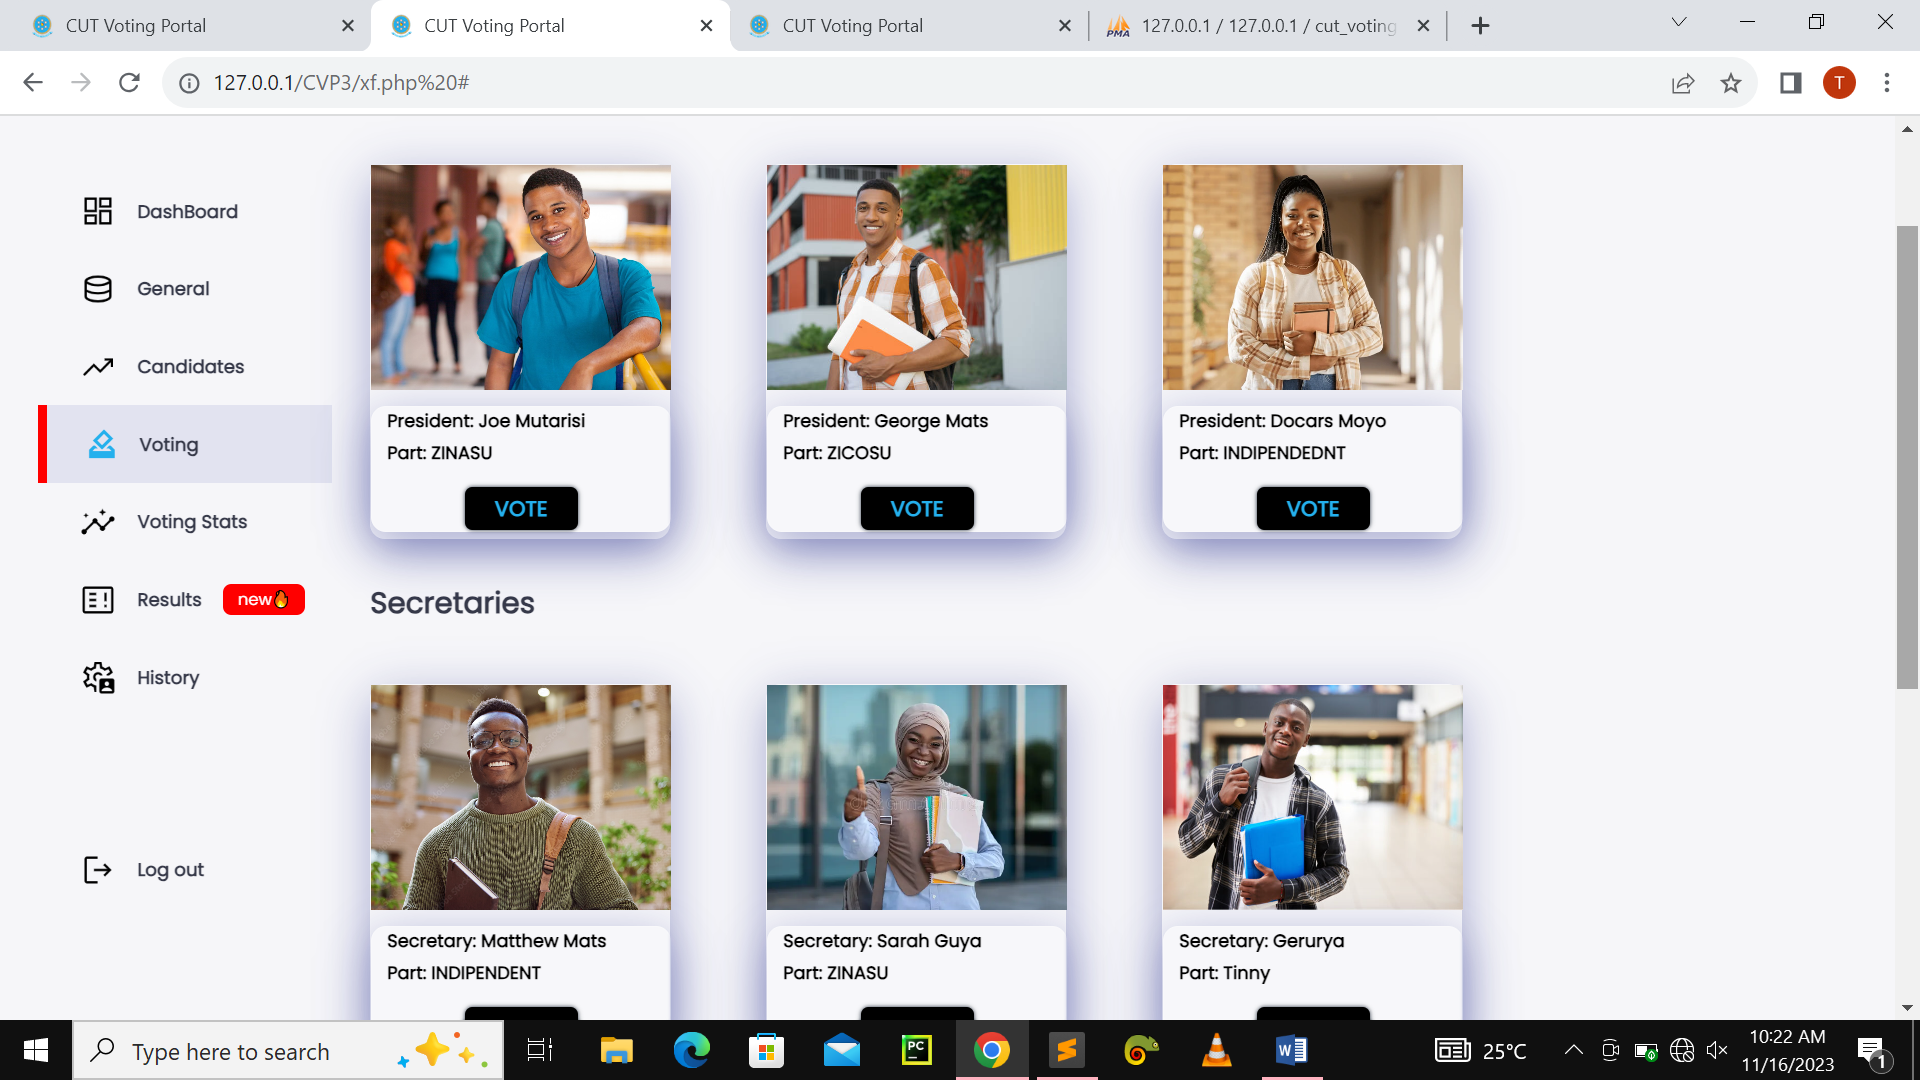 CUT Voting Portal
CUT Voting Portal
CUT Voting Portal
PMA 127.0.0.1 / 127.0.0.1 / cut_voting
127.0.0.1/CVP3/xf.php%20#
T
DashBoard
General
Candidates
Voting
Voting Stats
Results new🔥
History
Log out
President: Joe Mutarisi
Part: ZINASU
VOTE
President: George Mats
Part: ZICOSU
VOTE
President: Docars Moyo
Part: INDIPENDEDNT
VOTE
Secretaries
Secretary: Matthew Mats
Part: INDIPENDENT
Secretary: Sarah Guya
Part: ZINASU
Secretary: Gerurya
Part: Tinny
Type here to search
PC
25°C
10:22 AM
11/16/2023
1